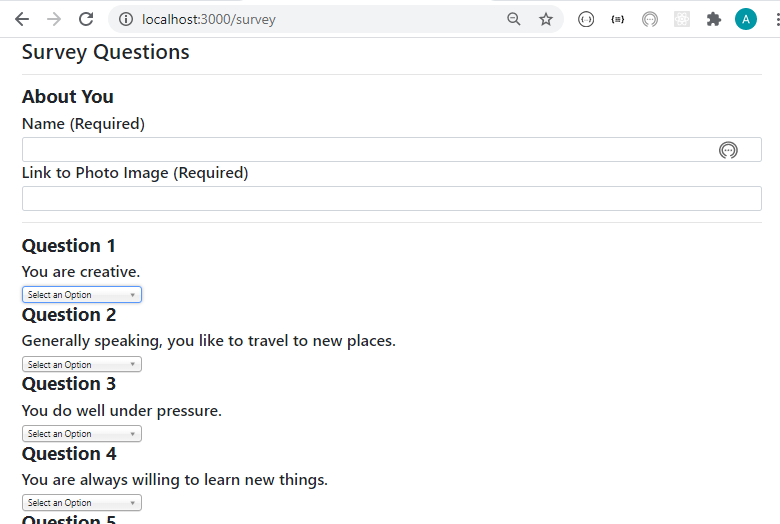 localhost:3000/survey
A
Survey Questions
About You
Name (Required)
Link to Photo Image (Required)
Question 1
You are creative.
Select an Option
Question 2
Generally speaking, you like to travel to new places.
Select an Option
Question 3
You do well under pressure.
Select an Option
Question 4
You are always willing to learn new things.
Select an Option
Question 5